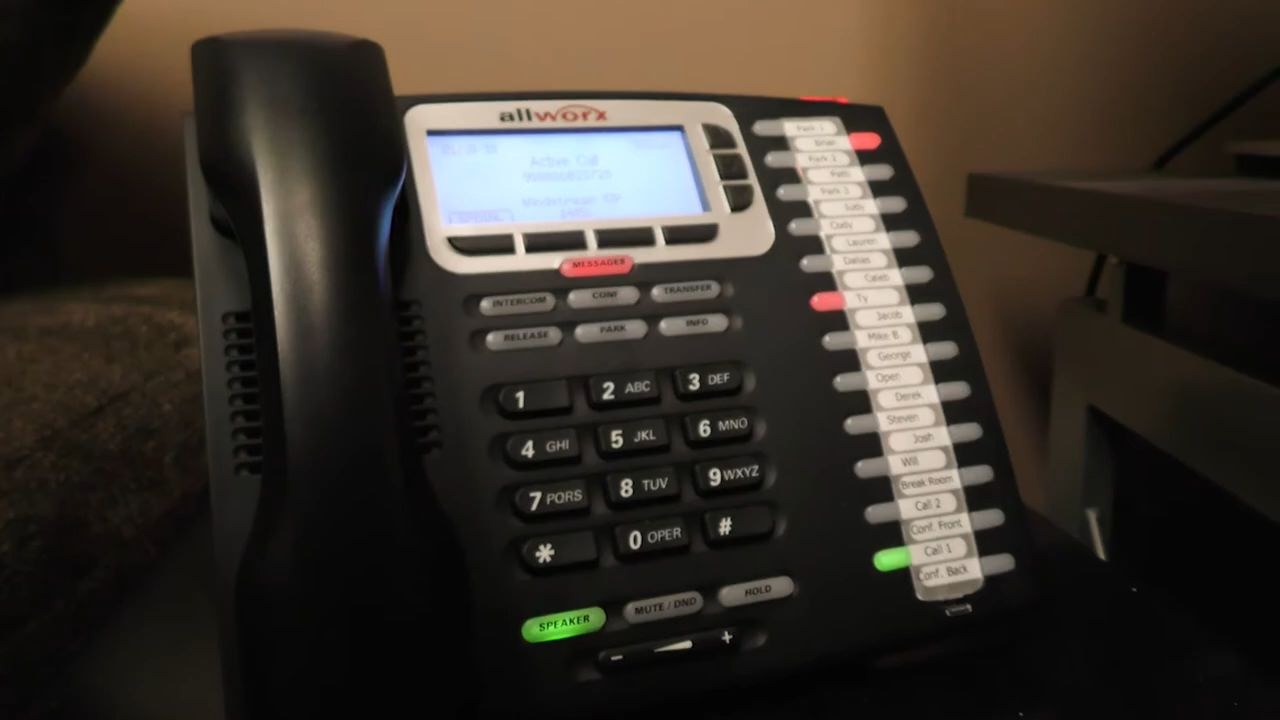 allworx
Active Call
Windstream SIP
MESSAGES
INTERCOM CONF TRANSFER
RELEASE PARK INFO
1 2 ABC 3 DEF
4 GHI 5 JKL 6 MNO
7 PQRS 8 TUV 9 WXYZ
* 0 OPER #
SPEAKER MUTE / DND HOLD
- +
Park 1
Brian
Park 2
Patti
Park 3
Judy
Cody
Lauren
Dallas
Caleb
Ty
Jacob
Mike B.
George
Open
Derek
Steven
Josh
Will
Break Room
Call 2
Conf. Front
Call 1
Conf. Back